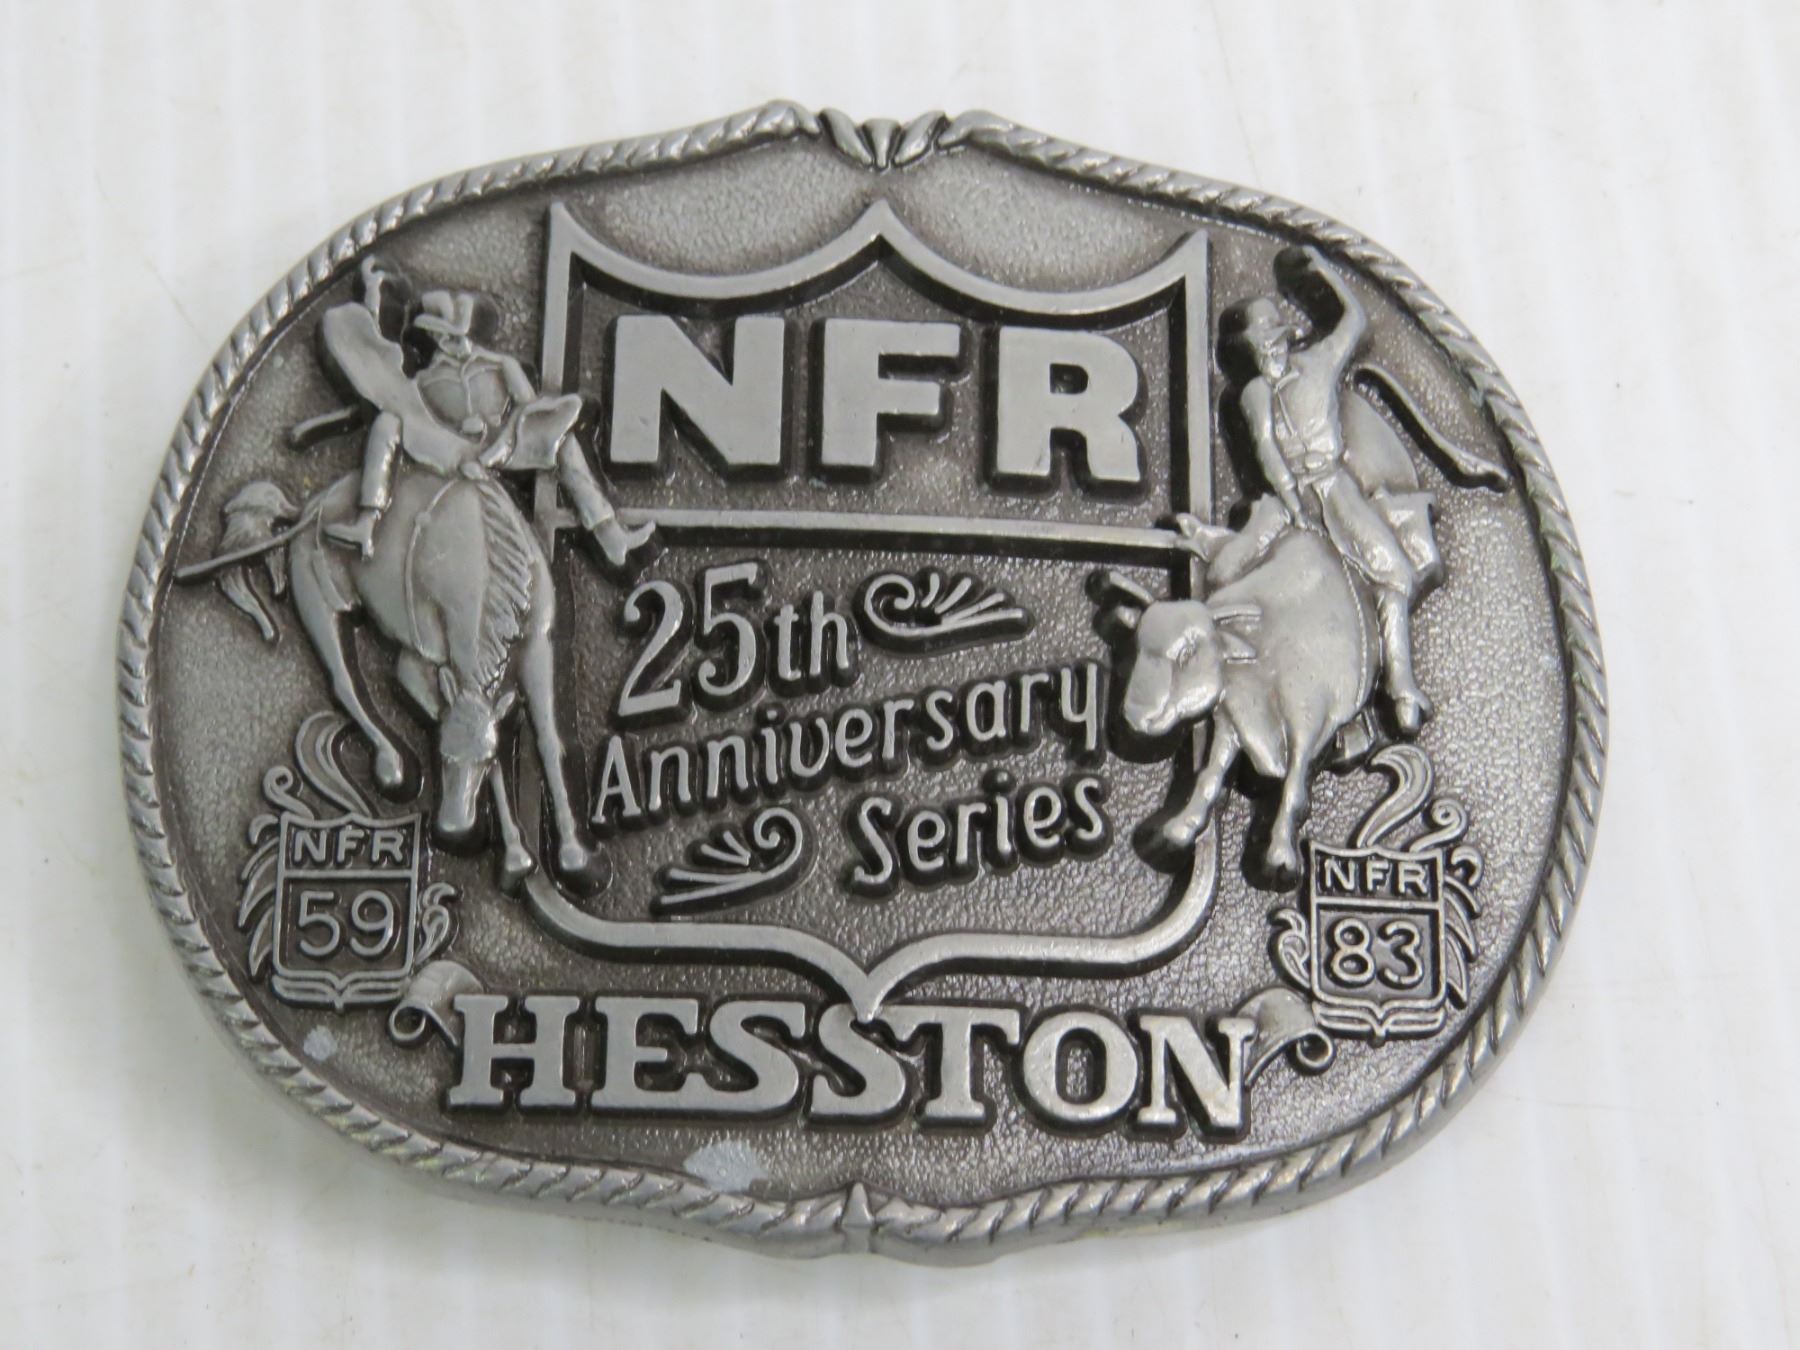 NFR
25th
Anniversary
Series
NFR
59
NFR
83
HESSTON